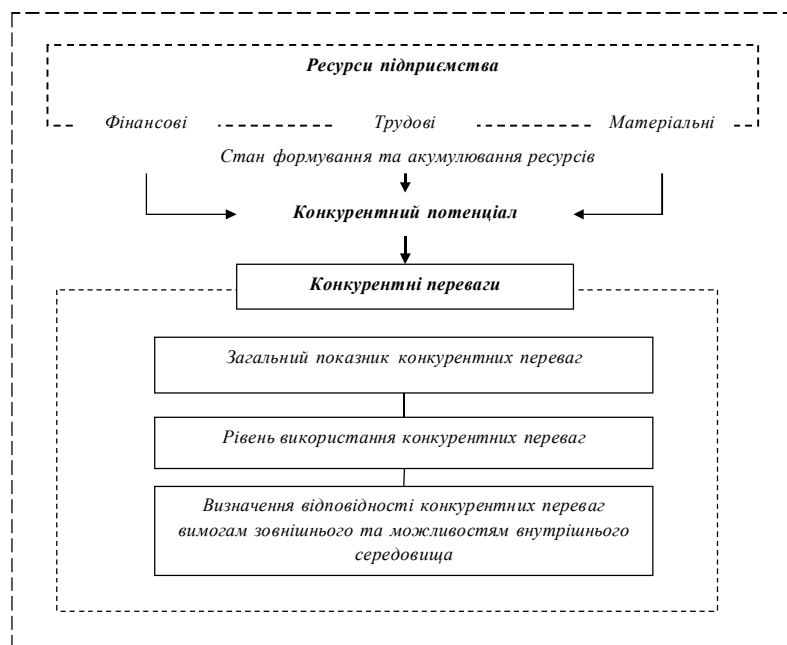 Ресурси підприємства
Фінансові Трудові Матеріальні
Стан формування та акумулювання ресурсів
Конкурентний потенціал
Конкурентні переваги
Загальний показник конкурентних переваг
Рівень використання конкурентних переваг
Визначення відповідності конкурентних переваг
вимогам зовнішнього та можливостям внутрішнього
середовища